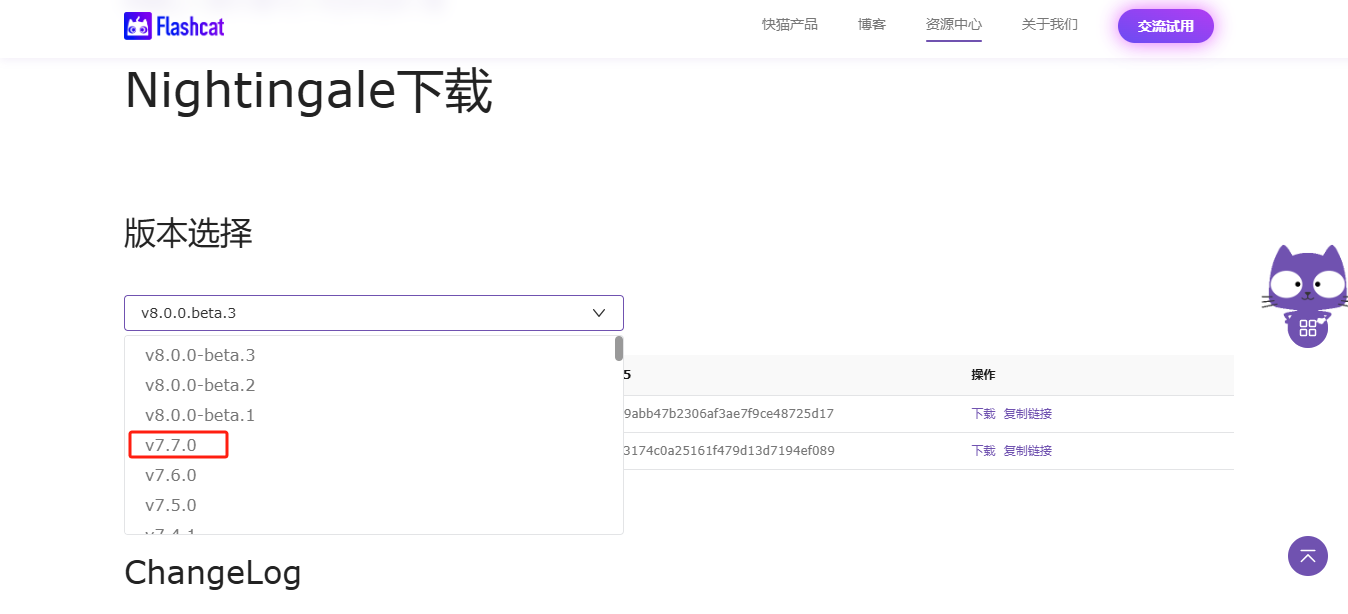 Flashcat
快猫产品
博客
资源中心
关于我们
交流试用
Nightingale下载
版本选择
v8.0.0.beta.3
v8.0.0-beta.3
v8.0.0-beta.2
v8.0.0-beta.1
v7.7.0
v7.6.0
v7.5.0
5 操作
9abb47b2306af3ae7f9ce48725d17 下载 复制链接
3174c0a25161f479d13d7194ef089 下载 复制链接
ChangeLog